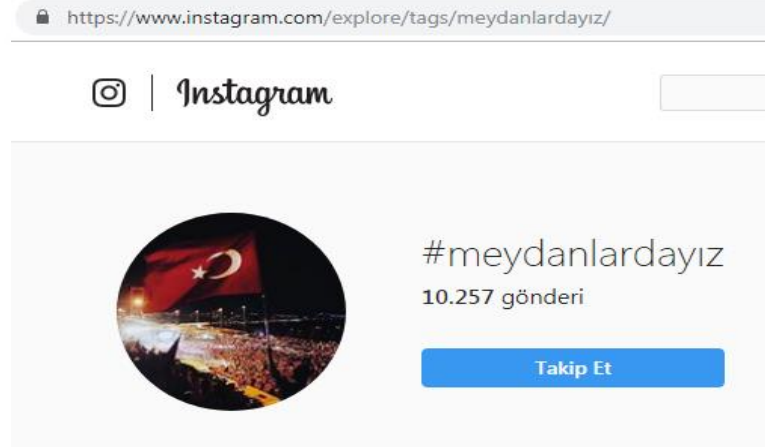 https://www.instagram.com/explore/tags/meydanlardayız/
Instagram
#meydanlardayız
10.257 gönderi
Takip Et